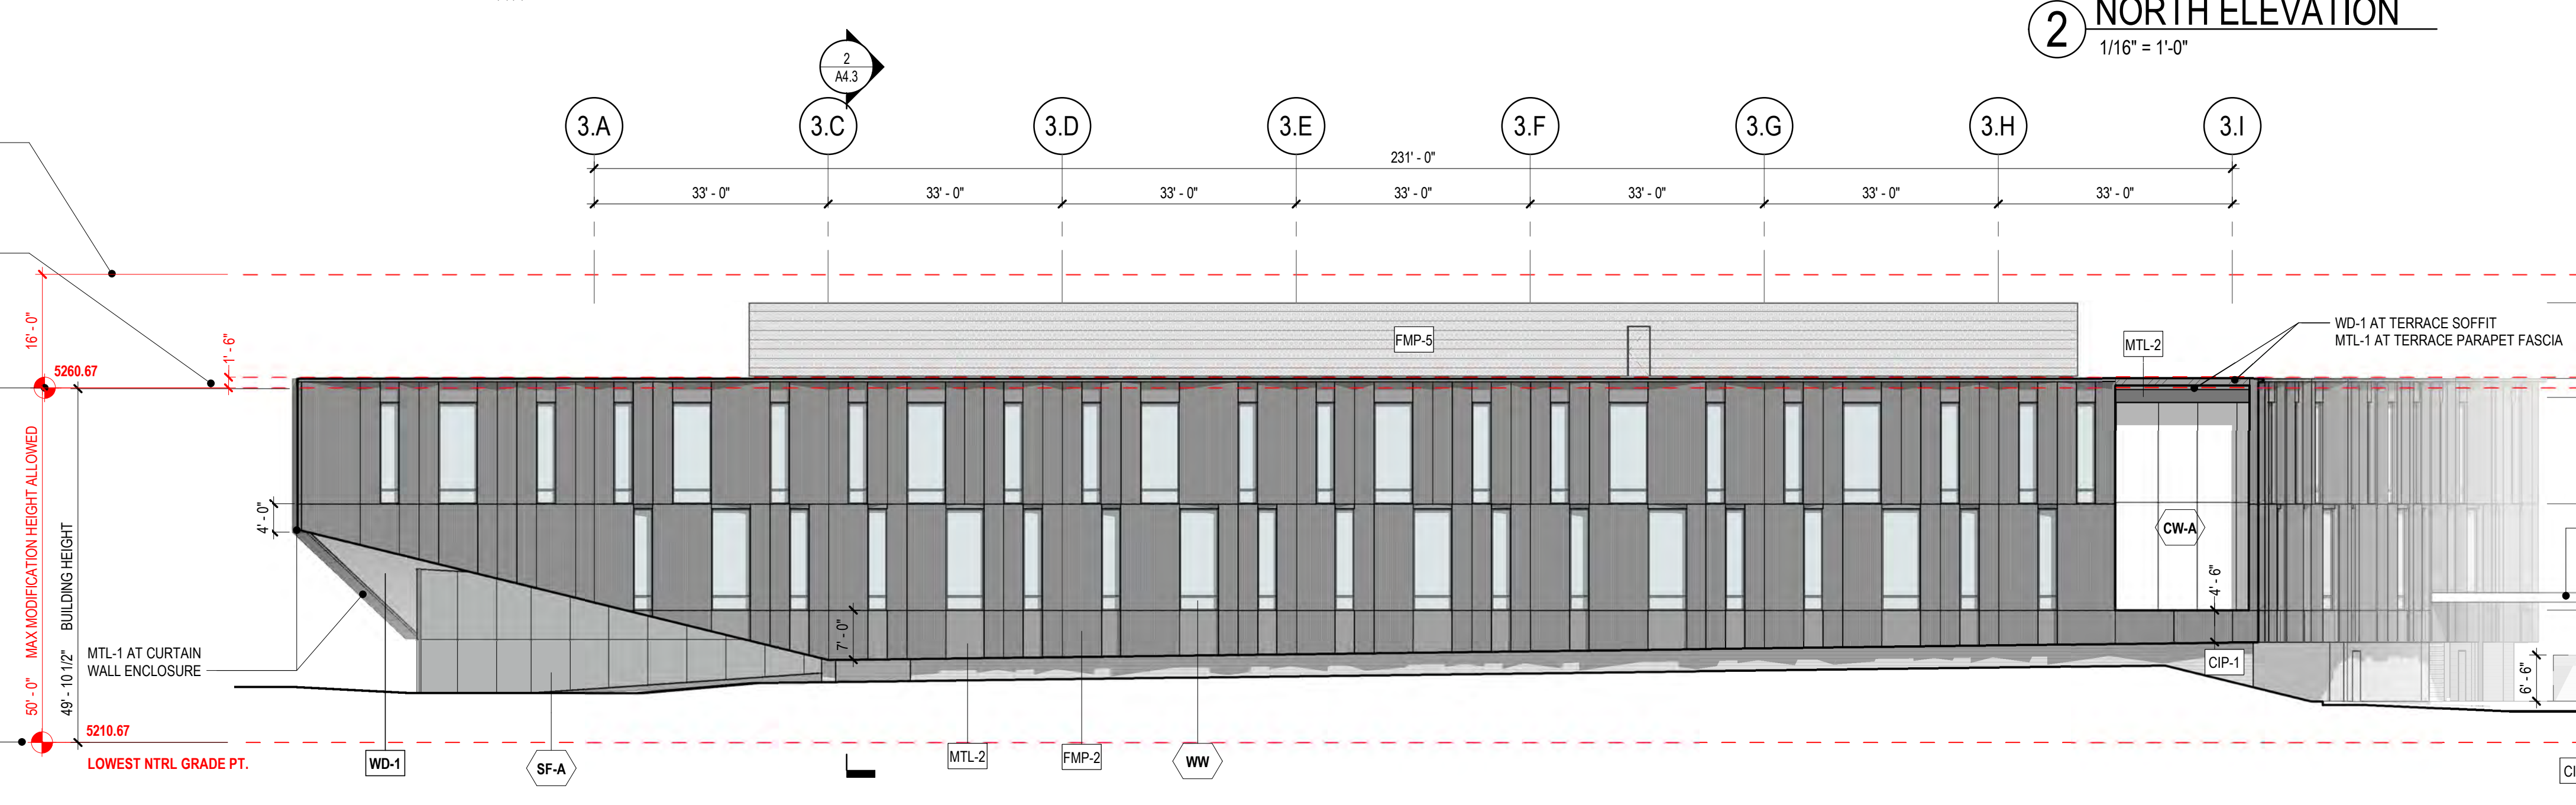 2
NORTH ELEVATION
1/16" = 1'-0"
2
A4.3
3.A
3.C
3.D
3.E
3.F
3.G
3.H
3.I
231' - 0"
33' - 0"
33' - 0"
33' - 0"
33' - 0"
33' - 0"
33' - 0"
33' - 0"
16' - 0"
1' - 6"
5260.67
FMP-5
MTL-2
WD-1 AT TERRACE SOFFIT
MTL-1 AT TERRACE PARAPET FASCIA
50' - 0" MAX MODIFICATION HEIGHT ALLOWED
49' - 10 1/2" BUILDING HEIGHT
4' - 0"
CW-A
4' - 6"
7' - 0"
MTL-1 AT CURTAIN
WALL ENCLOSURE
CIP-1
6' - 6"
5210.67
LOWEST NTRL GRADE PT.
WD-1
SF-A
MTL-2
FMP-2
WW